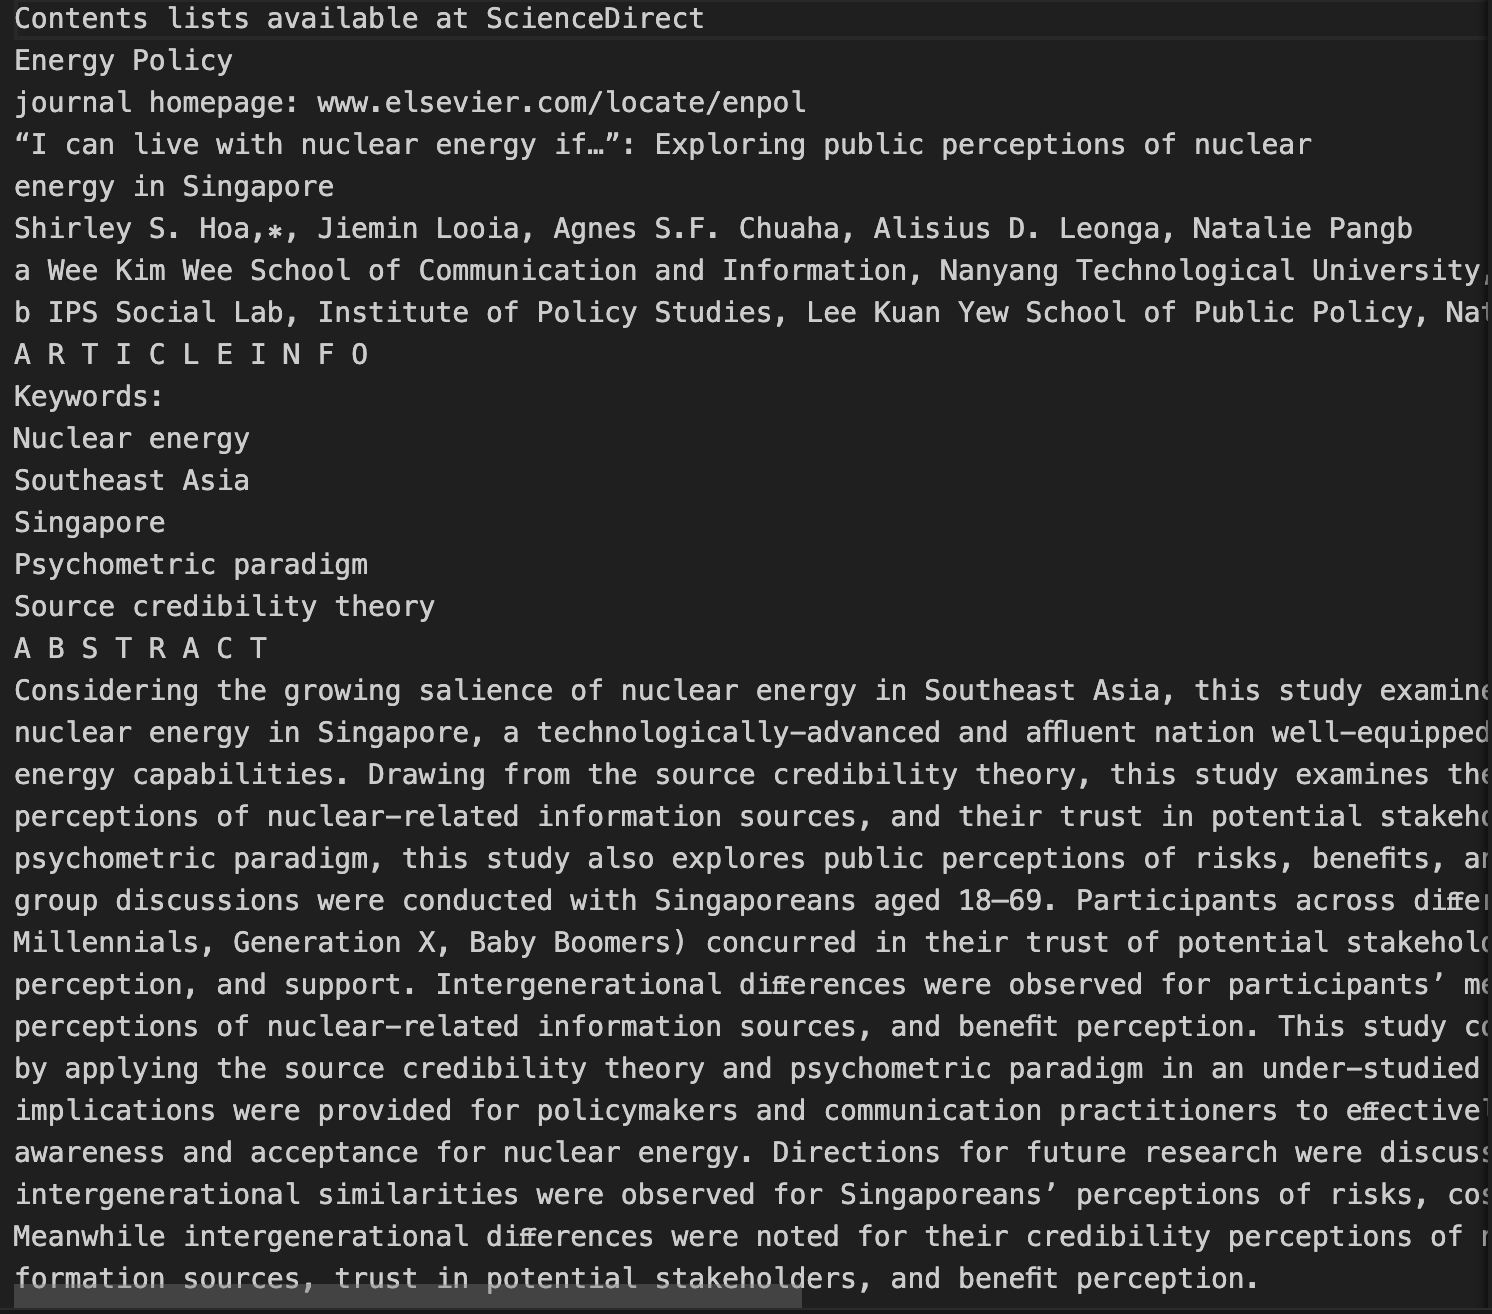 Contents lists available at ScienceDirect
Energy Policy
journal homepage: www.elsevier.com/locate/enpol
“I can live with nuclear energy if…”: Exploring public perceptions of nuclear
energy in Singapore
Shirley S. Hoa,∗, Jiemin Looia, Agnes S.F. Chuaha, Alisius D. Leonga, Natalie Pangb
a Wee Kim Wee School of Communication and Information, Nanyang Technological University,
b IPS Social Lab, Institute of Policy Studies, Lee Kuan Yew School of Public Policy,
A R T I C L E I N F O
Keywords:
Nuclear energy
Southeast Asia
Singapore
Psychometric paradigm
Source credibility theory
A B S T R A C T
Considering the growing salience of nuclear energy in Southeast Asia, this study
nuclear energy in Singapore, a technologically-advanced and affluent nation well-equipped
energy capabilities. Drawing from the source credibility theory, this study examines
perceptions of nuclear-related information sources, and their trust in potential
psychometric paradigm, this study also explores public perceptions of risks, benefits,
group discussions were conducted with Singaporeans aged 18–69. Participants across
Millennials, Generation X, Baby Boomers) concurred in their trust of potential
perception, and support. Intergenerational differences were observed for participants’
perceptions of nuclear-related information sources, and benefit perception. This study
by applying the source credibility theory and psychometric paradigm in an under-studied
implications were provided for policymakers and communication practitioners to
awareness and acceptance for nuclear energy. Directions for future research were
intergenerational similarities were observed for Singaporeans’ perceptions of risks,
Meanwhile intergenerational differences were noted for their credibility perceptions of
formation sources, trust in potential stakeholders, and benefit perception.